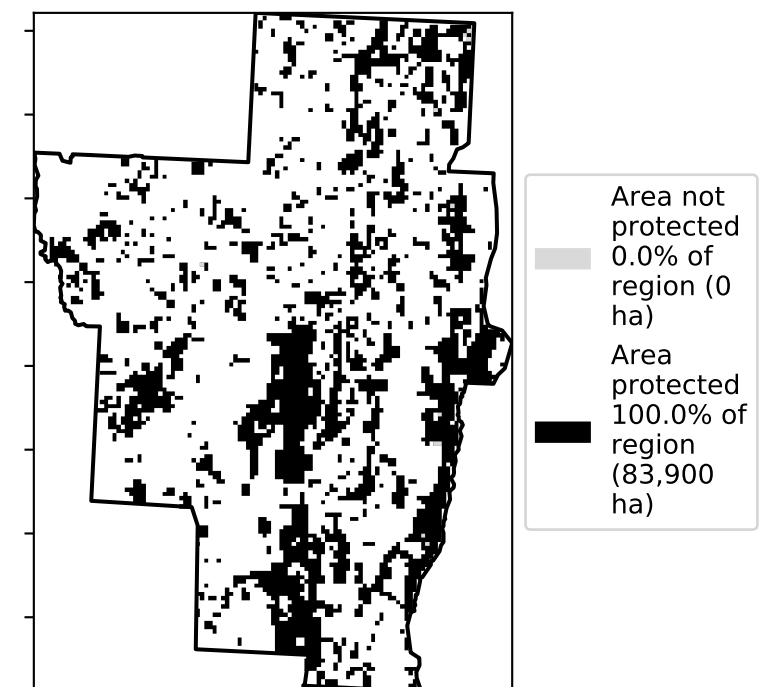 Area not
protected
0.0% of
region (0
ha)
Area
protected
100.0% of
region
(83,900
ha)